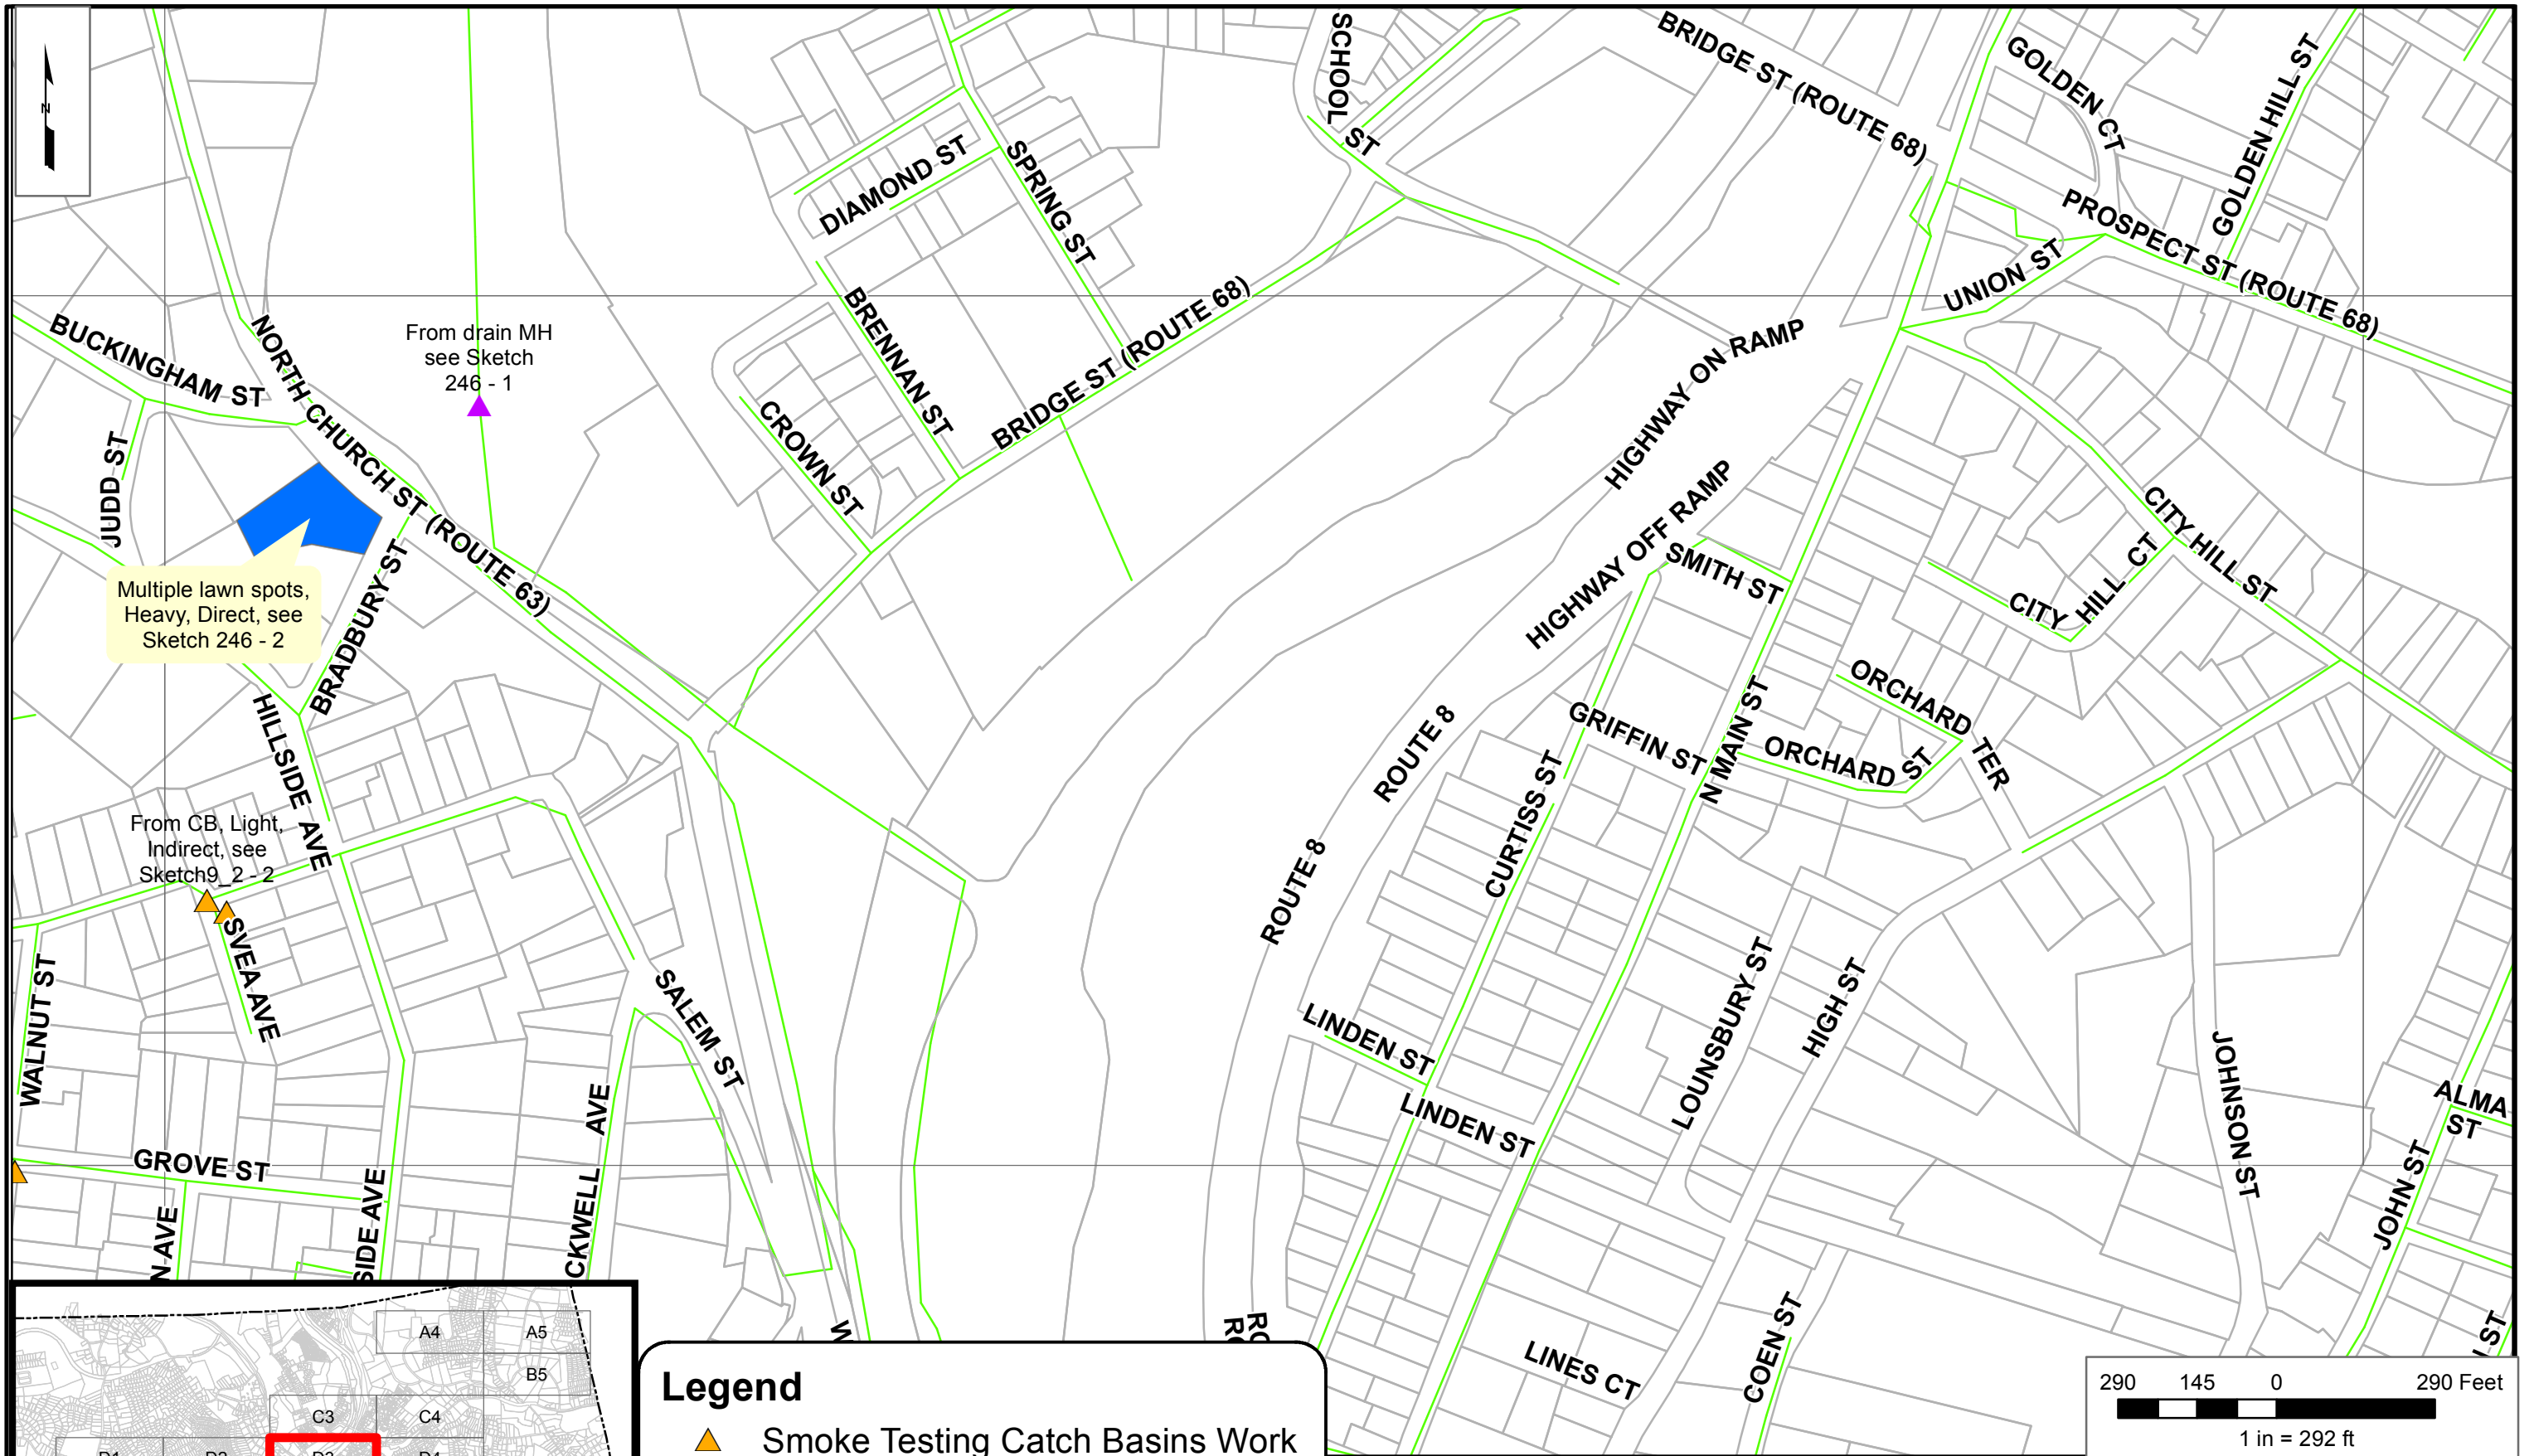 N
SCHOOL
ST
BRIDGE ST (ROUTE 68)
GOLDEN CT
GOLDEN HILL ST
DIAMOND ST
SPRING ST
PROSPECT ST (ROUTE 68)
UNION ST
BUCKINGHAM ST
NORTH CHURCH ST (ROUTE 63)
From drain MH
see Sketch
246 - 1
BRENNAN ST
BRIDGE ST (ROUTE 68)
HIGHWAY ON RAMP
CROWN ST
JUDD ST
HIGHWAY OFF RAMP
SMITH ST
CITY HILL ST
CITY HILL CT
Multiple lawn spots,
Heavy, Direct, see
Sketch 246 - 2
BRADBURY ST
HILLSIDE AVE
ROUTE 8
GRIFFIN ST
N MAIN ST
ORCHARD TER
ORCHARD ST
CURTISS ST
From CB, Light,
Indirect, see
Sketch9_2 - 2
ROUTE 8
SVEA AVE
WALNUT ST
SALEM ST
LINDEN ST
LINDEN ST
LOUNSBURY ST
HIGH ST
JOHNSON ST
ALMA
ST
JOHN ST
GROVE ST
N AVE
SIDE AVE
CKWELL AVE
W
RO
RO
LINES CT
COEN ST
ST
A4
A5
B5
C3
C4
D1
D2
D3
D4
Legend
Smoke Testing Catch Basins Work
290
145
0
290 Feet
1 in = 292 ft